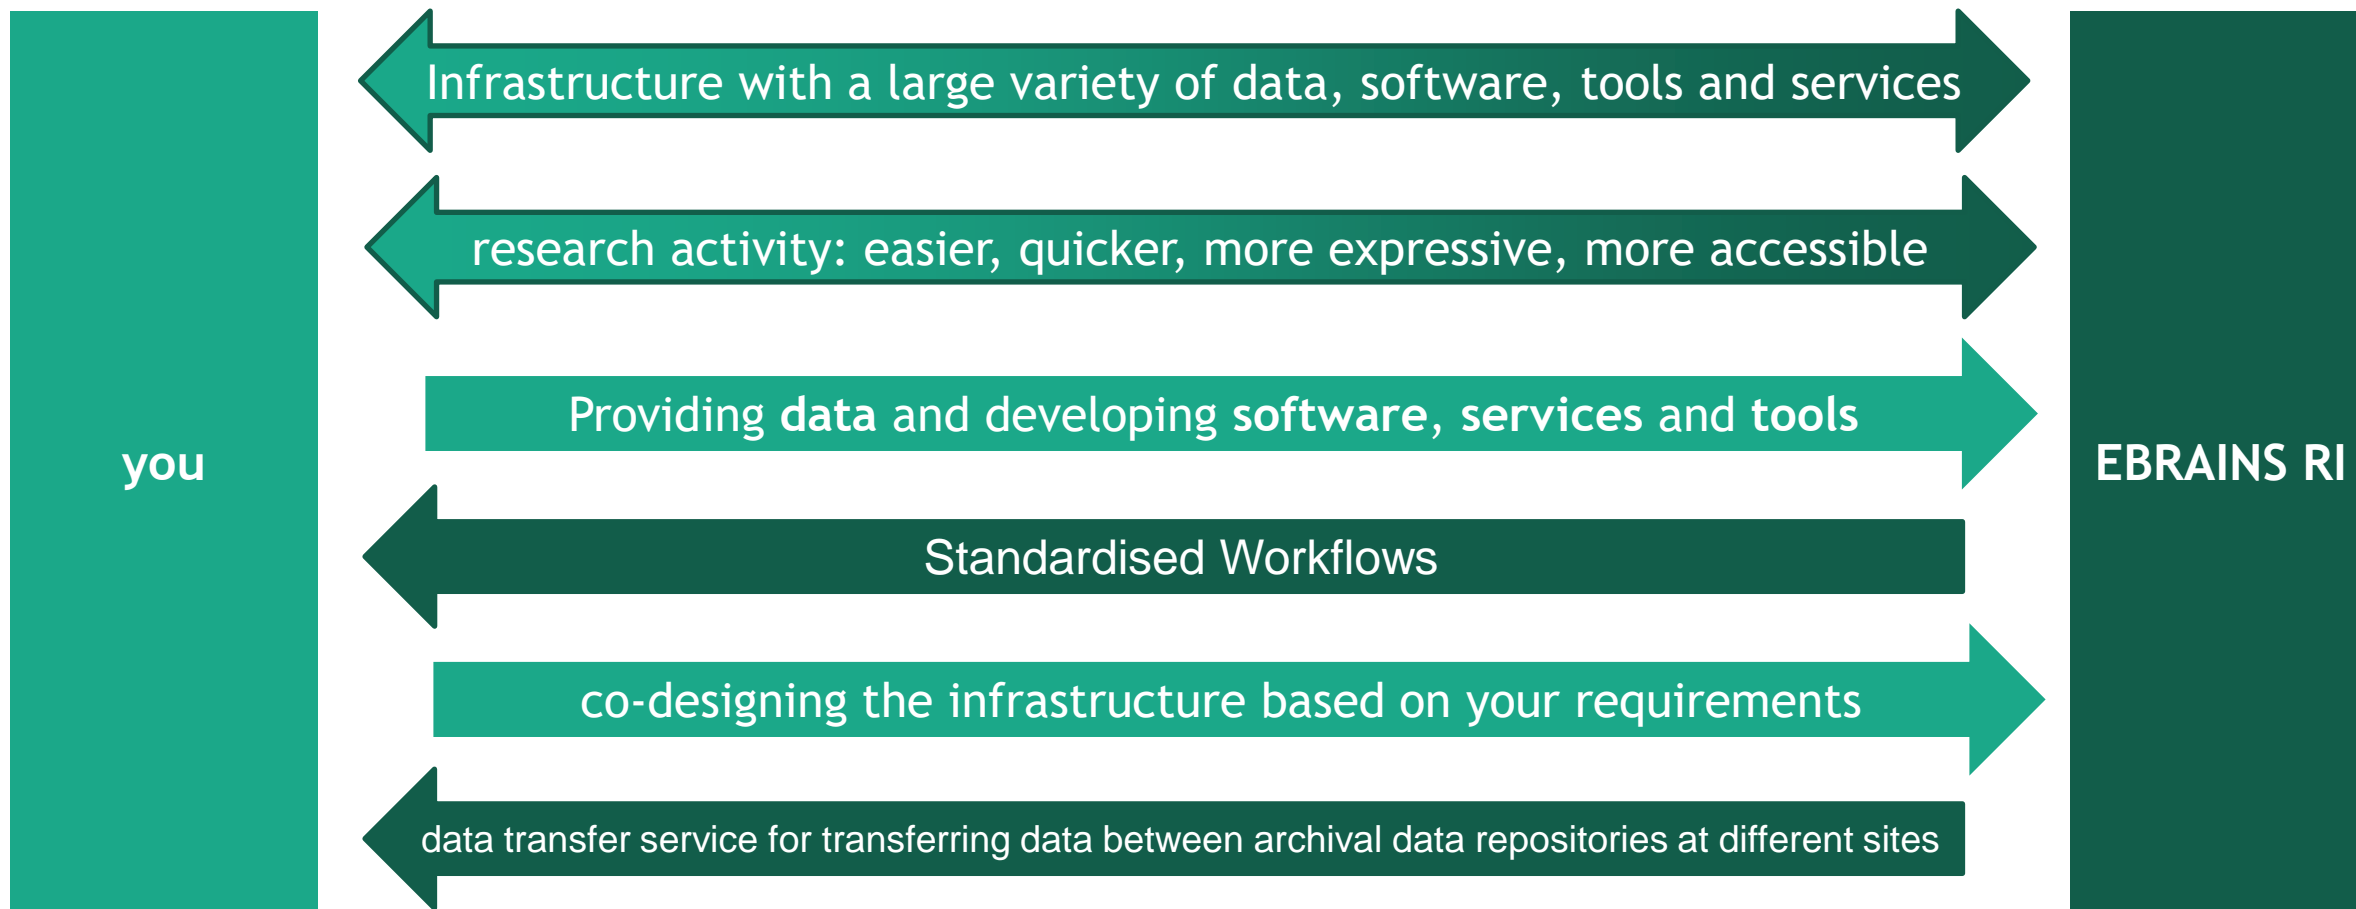 Infrastructure with a large variety of data, software, tools and services
research activity: easier, quicker, more expressive, more accessible
Providing data and developing software, services and tools
you
EBRAINS RI
Standardised Workflows
co-designing the infrastructure based on your requirements
data transfer service for transferring data between archival data repositories at different sites